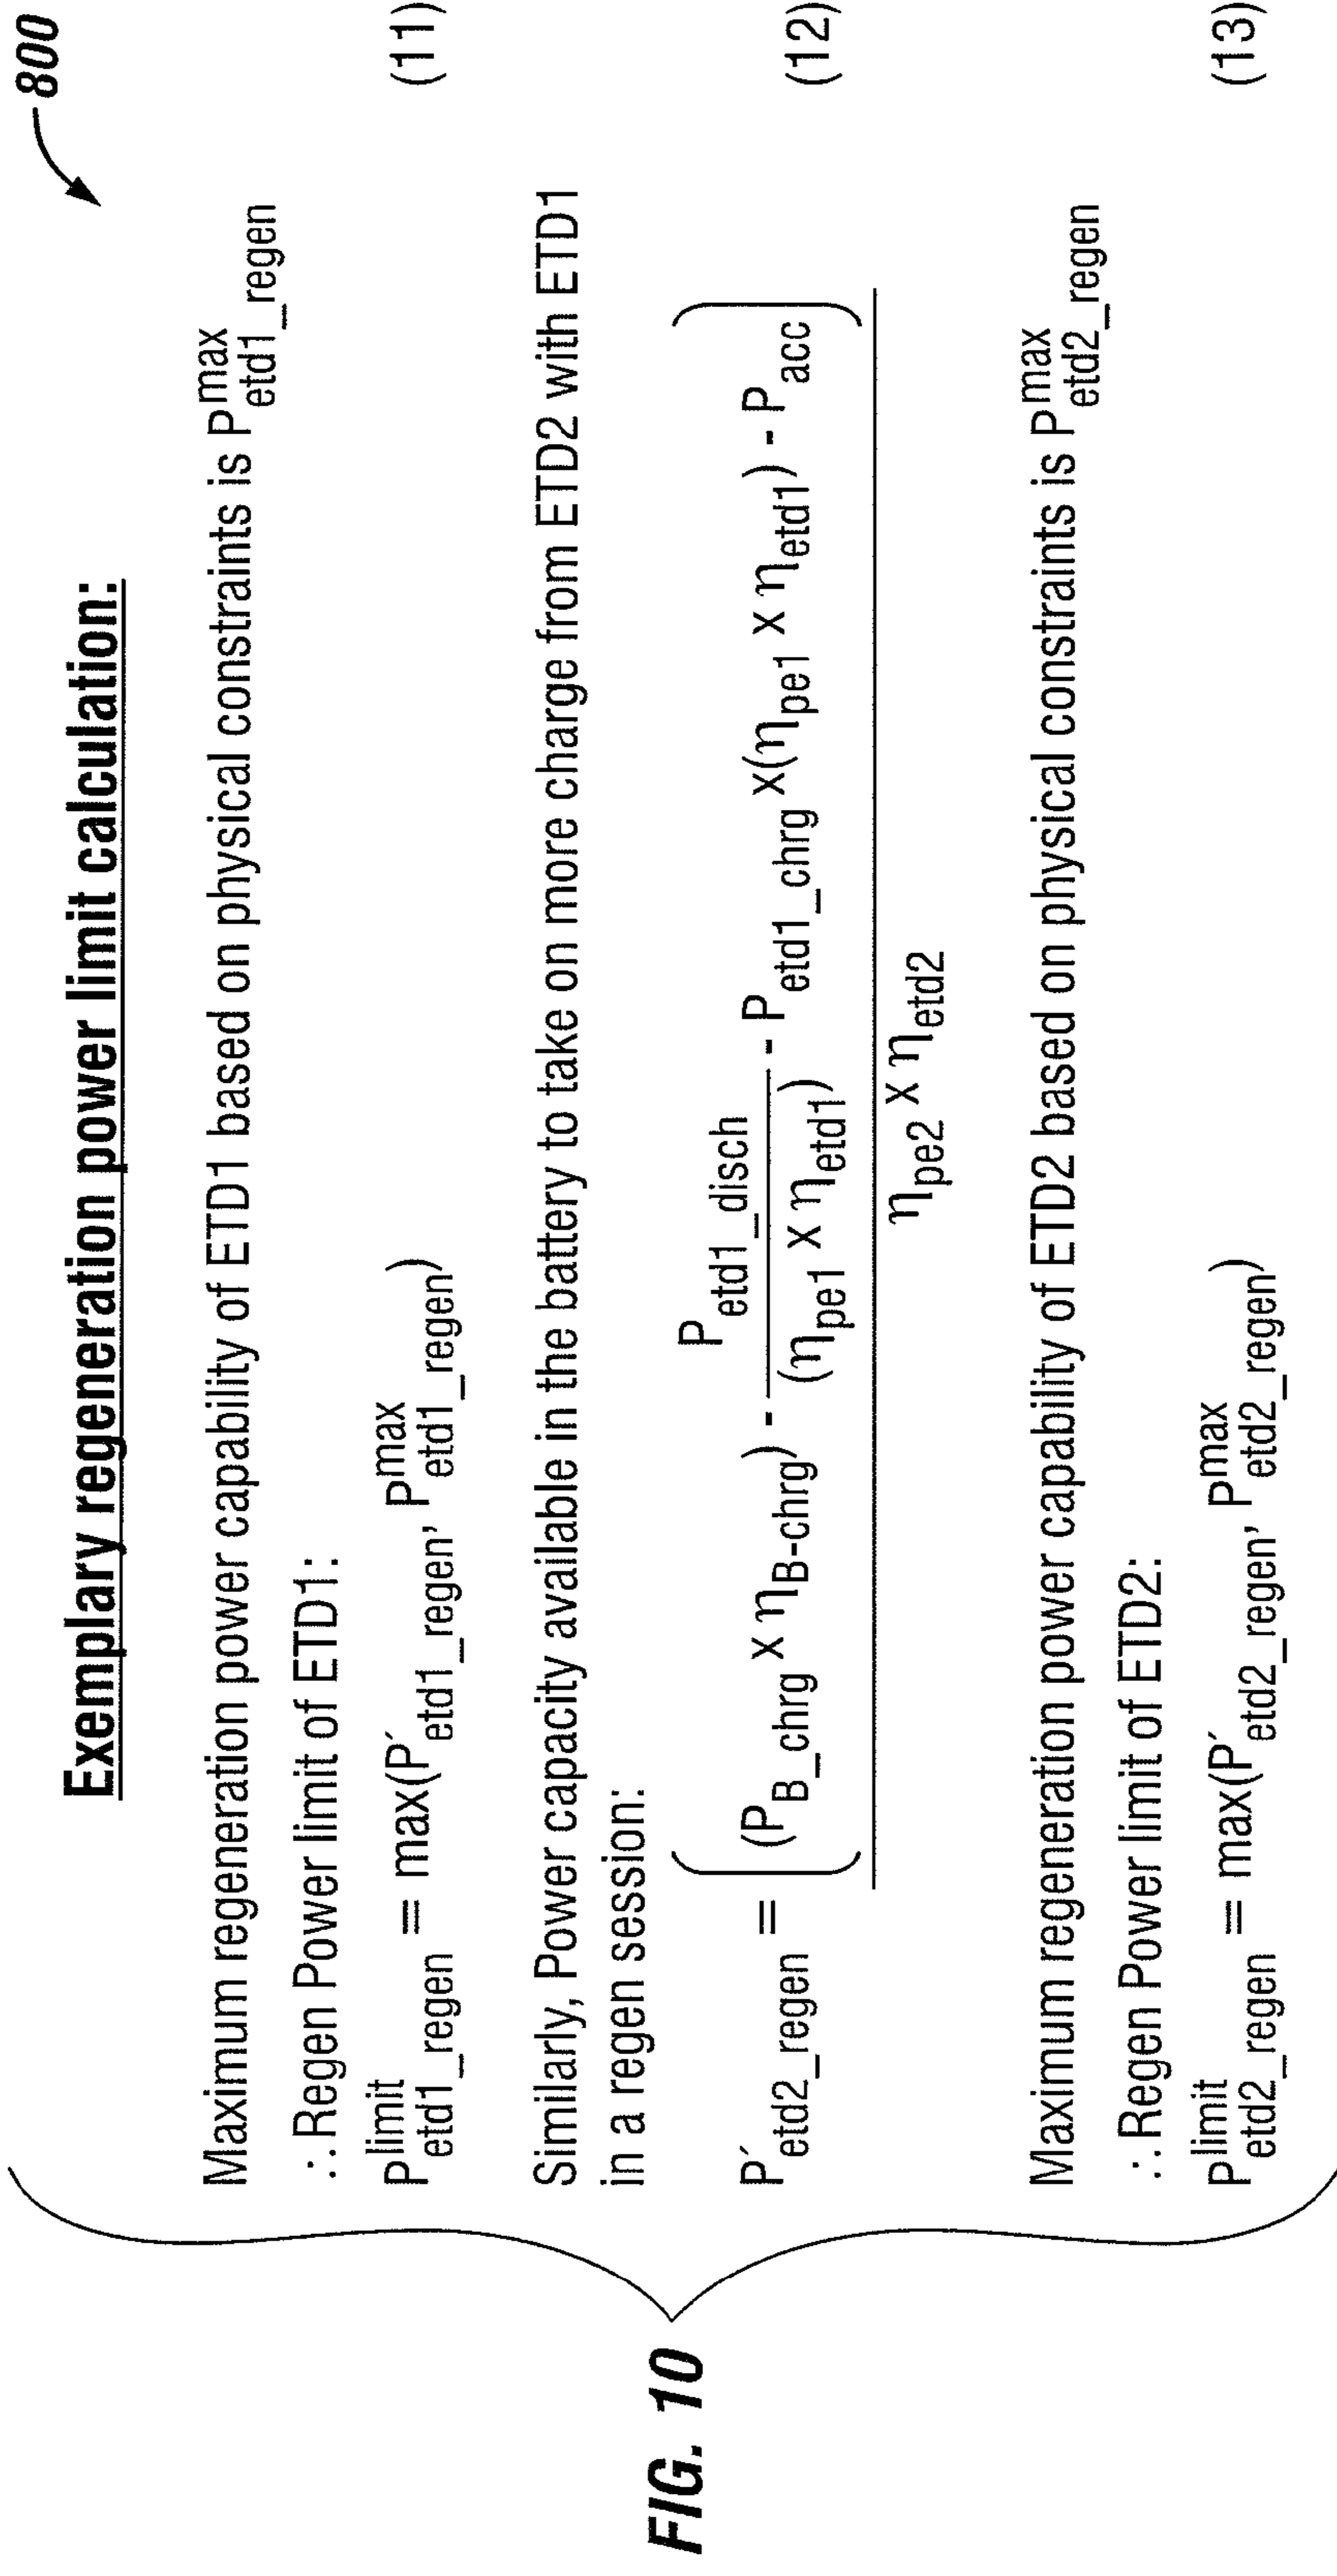 800
Exemplary regeneration power limit calculation:
Maximum regeneration power capability of ETD1 based on physical constraints is P^max_etd1_regen
∴Regen Power limit of ETD1:
P^limit_etd1_regen = max(P′_etd1_regen, P^max_etd1_regen) (11)
Similarly, Power capacity available in the battery to take on more charge from ETD2 with ETD1
in a regen session:
P′_etd2_regen = ((P_B_chrg x η_B-chrg) - P_etd1_disch / (η_pe1 x η_etd1) - P_etd1_chrg x(η_pe1 x η_etd1) - P_acc) / η_pe2 x η_etd2 (12)
Maximum regeneration power capability of ETD2 based on physical constraints is P^max_etd2_regen
∴Regen Power limit of ETD2:
P^limit_etd2_regen = max(P′_etd2_regen, P^max_etd2_regen) (13)
FIG. 10